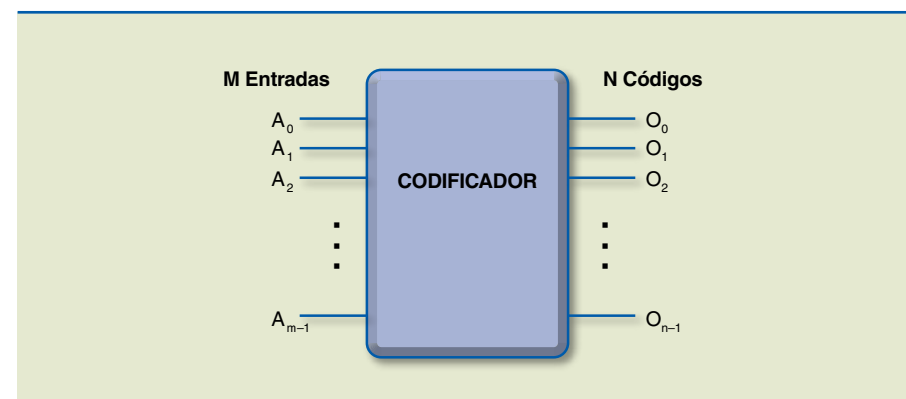 M Entradas N Códigos
A0 O0
A1 O1
A2 CODIFICADOR O2
Am–1 On–1